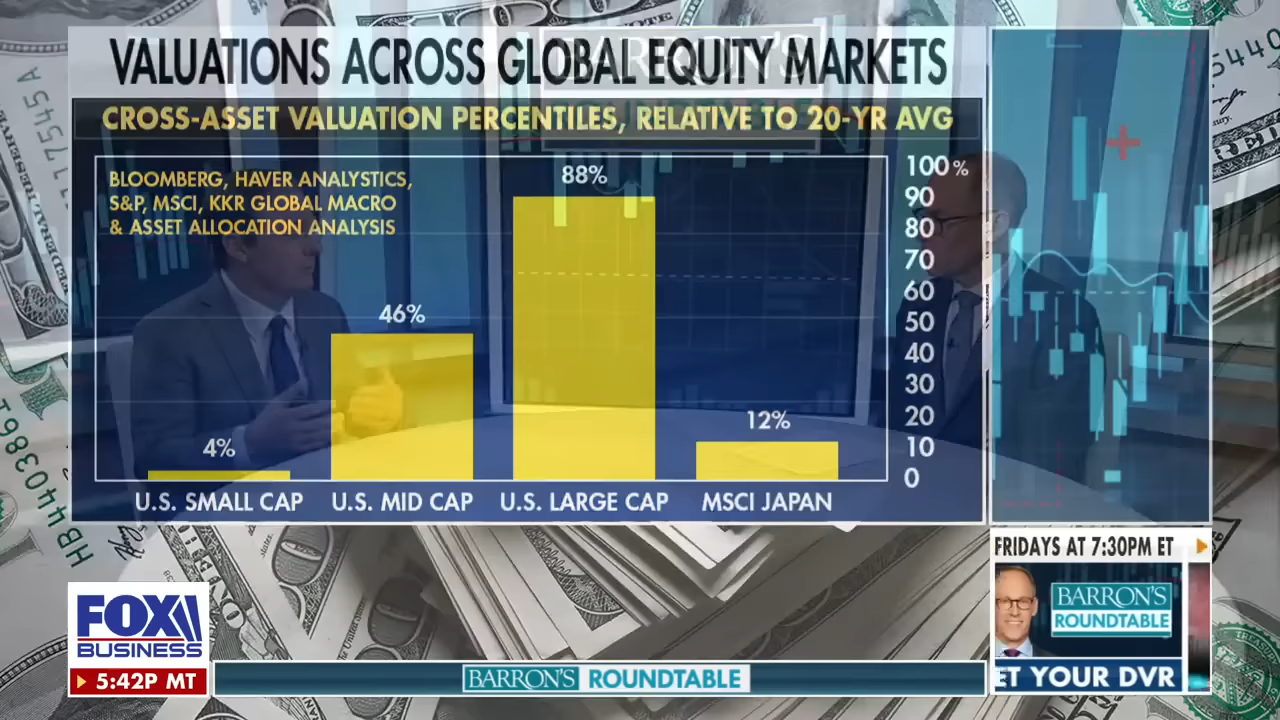 VALUATIONS ACROSS GLOBAL EQUITY MARKETS
CROSS-ASSET VALUATION PERCENTILES, RELATIVE TO 20-YR AVG
BLOOMBERG, HAVER ANALYSTICS,
S&P, MSCI, KKR GLOBAL MACRO
& ASSET ALLOCATION ANALYSIS
4%
46%
88%
12%
100%
90
80
70
60
50
40
30
20
10
0
U.S. SMALL CAP
U.S. MID CAP
U.S. LARGE CAP
MSCI JAPAN
FRIDAYS AT 7:30PM ET
BARRON'S
ROUNDTABLE
ET YOUR DVR
FOX
BUSINESS
5:42P MT
BARRON'S ROUNDTABLE